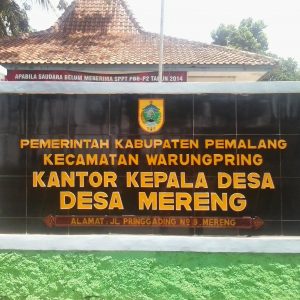 APABILA SAUDARA BELUM MENERIMA SPPT PBB-P2 TAHUN 2014
PEMERINTAH KABUPATEN PEMALANG
KECAMATAN WARUNGPRING
KANTOR KEPALA DESA
DESA MERENG
ALAMAT : JL PRINGGADING NO 9 MERENG